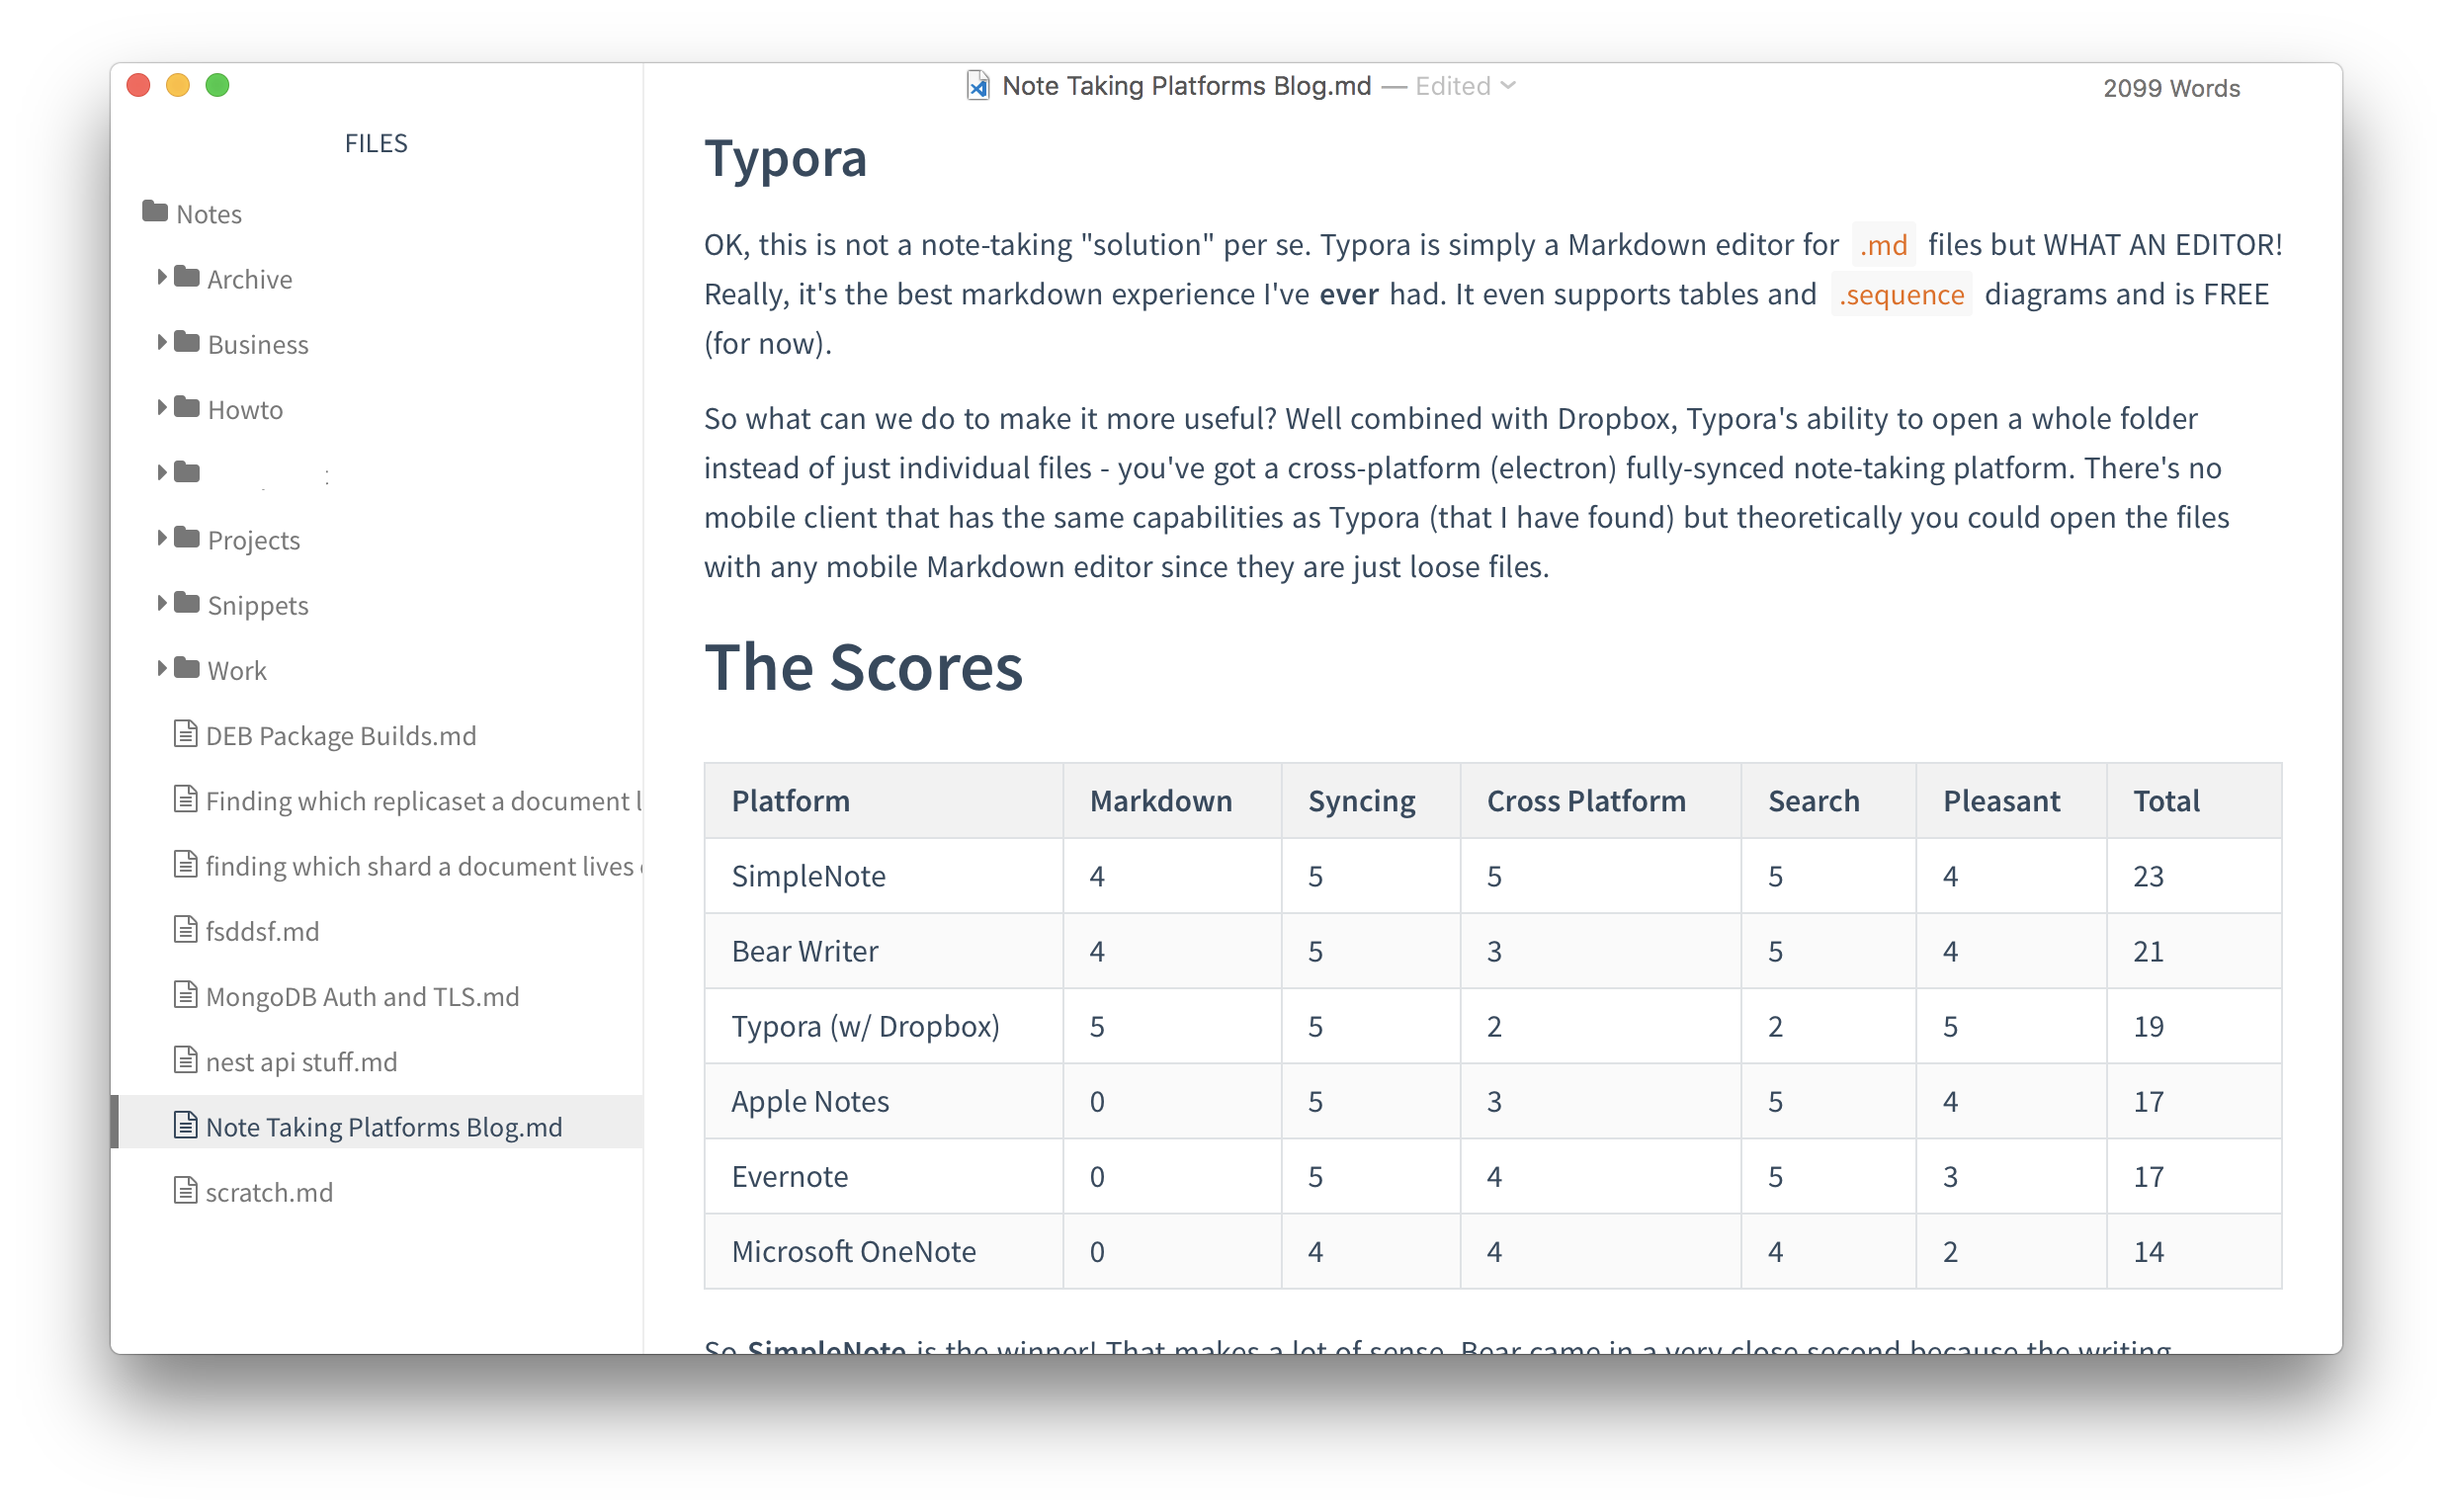 Note Taking Platforms Blog.md — Edited
2099 Words
FILES
Notes
Archive
Business
Howto
Projects
Snippets
Work
DEB Package Builds.md
Finding which replicaset a document l
finding which shard a document lives
fsddsf.md
MongoDB Auth and TLS.md
nest api stuff.md
Note Taking Platforms Blog.md
scratch.md
Typora
OK, this is not a note-taking "solution" per se. Typora is simply a Markdown editor for .md files but WHAT AN EDITOR!
Really, it's the best markdown experience I've ever had. It even supports tables and .sequence diagrams and is FREE
(for now).
So what can we do to make it more useful? Well combined with Dropbox, Typora's ability to open a whole folder
instead of just individual files - you've got a cross-platform (electron) fully-synced note-taking platform. There's no
mobile client that has the same capabilities as Typora (that I have found) but theoretically you could open the files
with any mobile Markdown editor since they are just loose files.
The Scores
Platform Markdown Syncing Cross Platform Search Pleasant Total
SimpleNote 4 5 5 5 4 23
Bear Writer 4 5 3 5 4 21
Typora (w/ Dropbox) 5 5 2 2 5 19
Apple Notes 0 5 3 5 4 17
Evernote 0 5 4 5 3 17
Microsoft OneNote 0 4 4 4 2 14
So SimpleNote is the winner! That makes a lot of sense. Bear came in a very close second because the writing